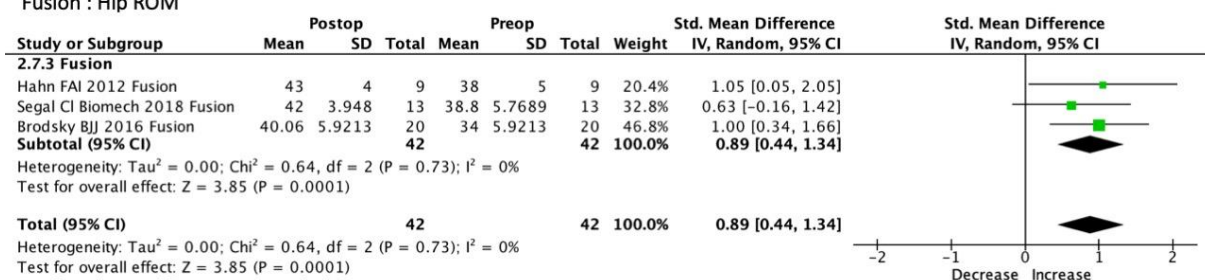 Fusion : Hip ROM
Postop Preop Std. Mean Difference Std. Mean Difference
Study or Subgroup Mean SD Total Mean SD Total Weight IV, Random, 95% CI IV, Random, 95% CI
2.7.3 Fusion
Hahn FAI 2012 Fusion 43 4 9 38 5 9 20.4% 1.05 [0.05, 2.05]
Segal Cl Biomech 2018 Fusion 42 3.948 13 38.8 5.7689 13 32.8% 0.63 [-0.16, 1.42]
Brodsky BJJ 2016 Fusion 40.06 5.9213 20 34 5.9213 20 46.8% 1.00 [0.34, 1.66]
Subtotal (95% CI) 42 42 100.0% 0.89 [0.44, 1.34]
Heterogeneity: Tau² = 0.00; Chi² = 0.64, df = 2 (P = 0.73); I² = 0%
Test for overall effect: Z = 3.85 (P = 0.0001)
Total (95% CI) 42 42 100.0% 0.89 [0.44, 1.34]
Heterogeneity: Tau² = 0.00; Chi² = 0.64, df = 2 (P = 0.73); I² = 0%
Test for overall effect: Z = 3.85 (P = 0.0001)
-2 -1 0 1 2
Decrease Increase